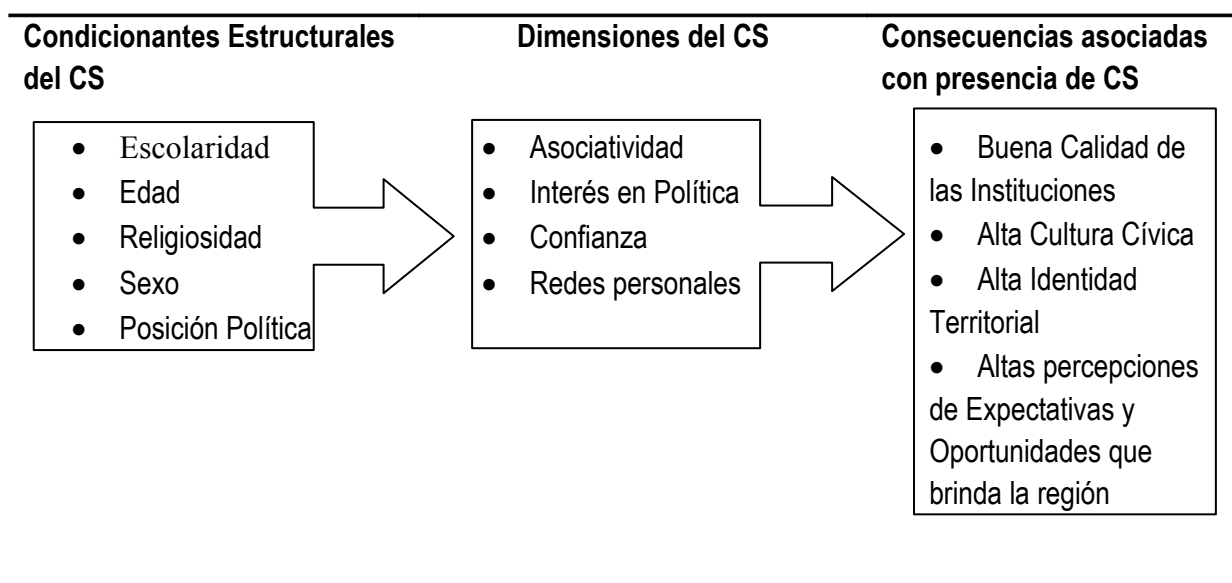 Condicionantes Estructurales
del CS
• Escolaridad
• Edad
• Religiosidad
• Sexo
• Posición Política
Dimensiones del CS
• Asociatividad
• Interés en Política
• Confianza
• Redes personales
Consecuencias asociadas
con presencia de CS
• Buena Calidad de
las Instituciones
• Alta Cultura Cívica
• Alta Identidad
Territorial
• Altas percepciones
de Expectativas y
Oportunidades que
brinda la región